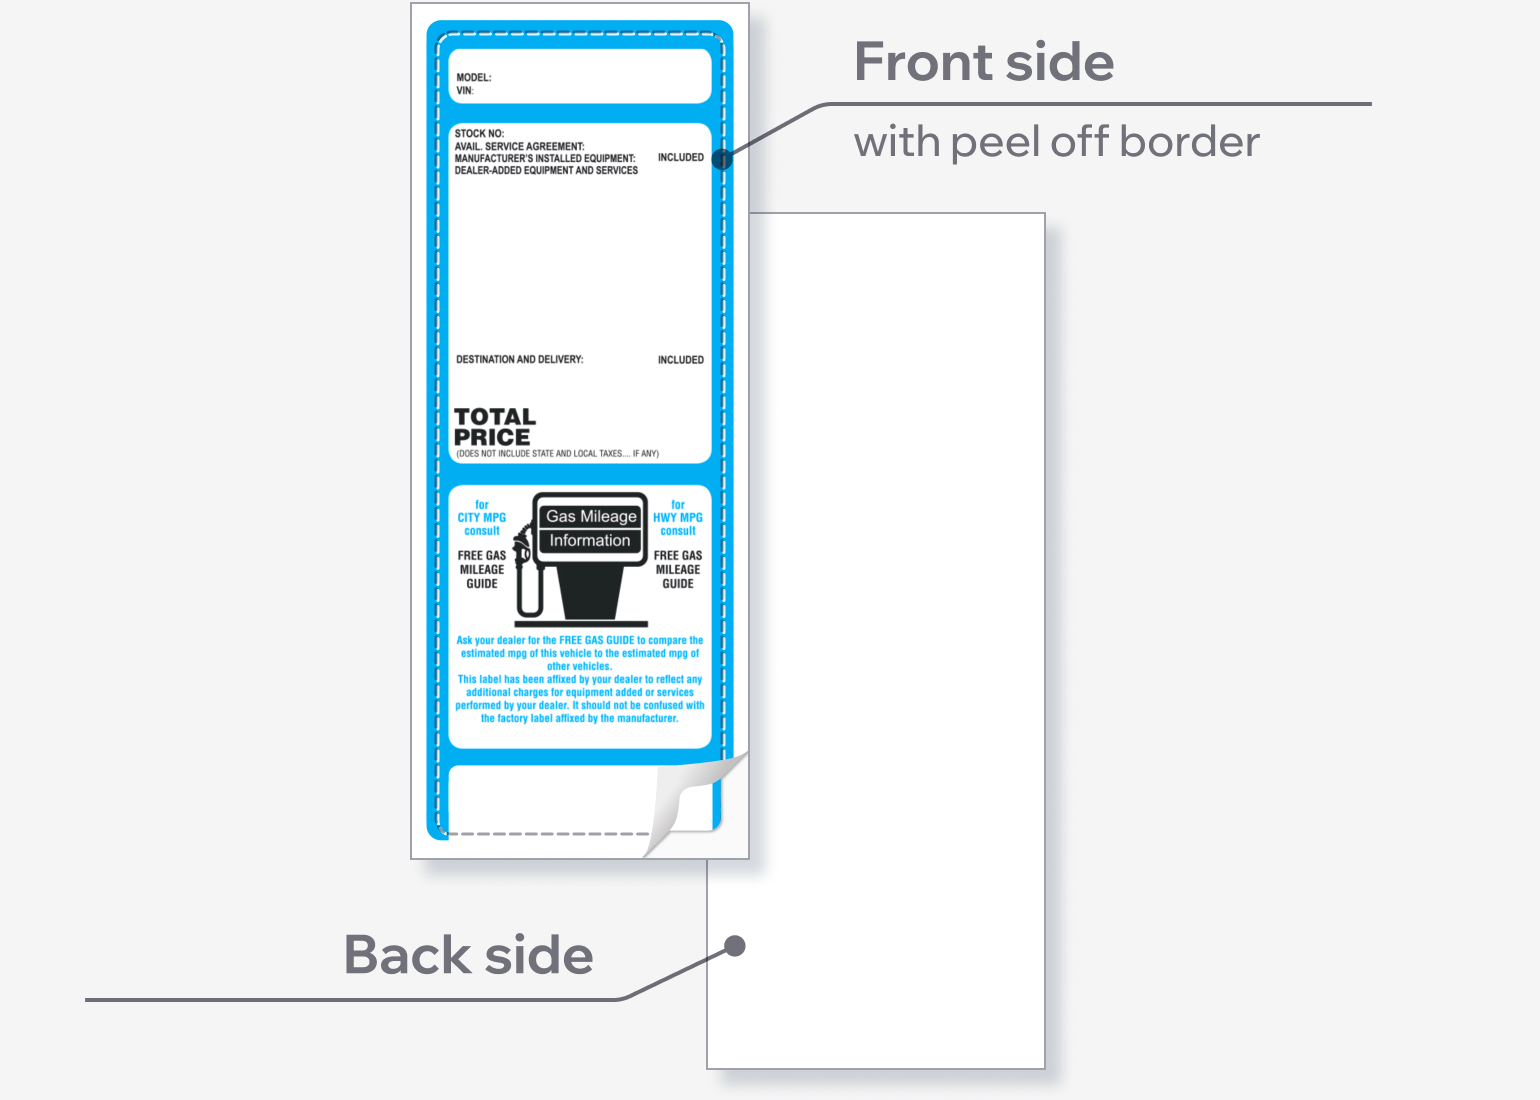 Front side
with peel off border
MODEL:
VIN:
STOCK NO:
AVAIL. SERVICE AGREEMENT:
MANUFACTURER'S INSTALLED EQUIPMENT: INCLUDED
DEALER-ADDED EQUIPMENT AND SERVICES
DESTINATION AND DELIVERY: INCLUDED
TOTAL
PRICE
(DOES NOT INCLUDE STATE AND LOCAL TAXES.... IF ANY)
for
CITY MPG
consult
FREE GAS
MILEAGE
GUIDE
Gas Mileage
Information
for
HWY MPG
consult
FREE GAS
MILEAGE
GUIDE
Ask your dealer for the FREE GAS GUIDE to compare the
estimated mpg of this vehicle to the estimated mpg of
other vehicles.
This label has been affixed by your dealer to reflect any
additional charges for equipment added or services
performed by your dealer. It should not be confused with
the factory label affixed by the manufacturer.
Back side